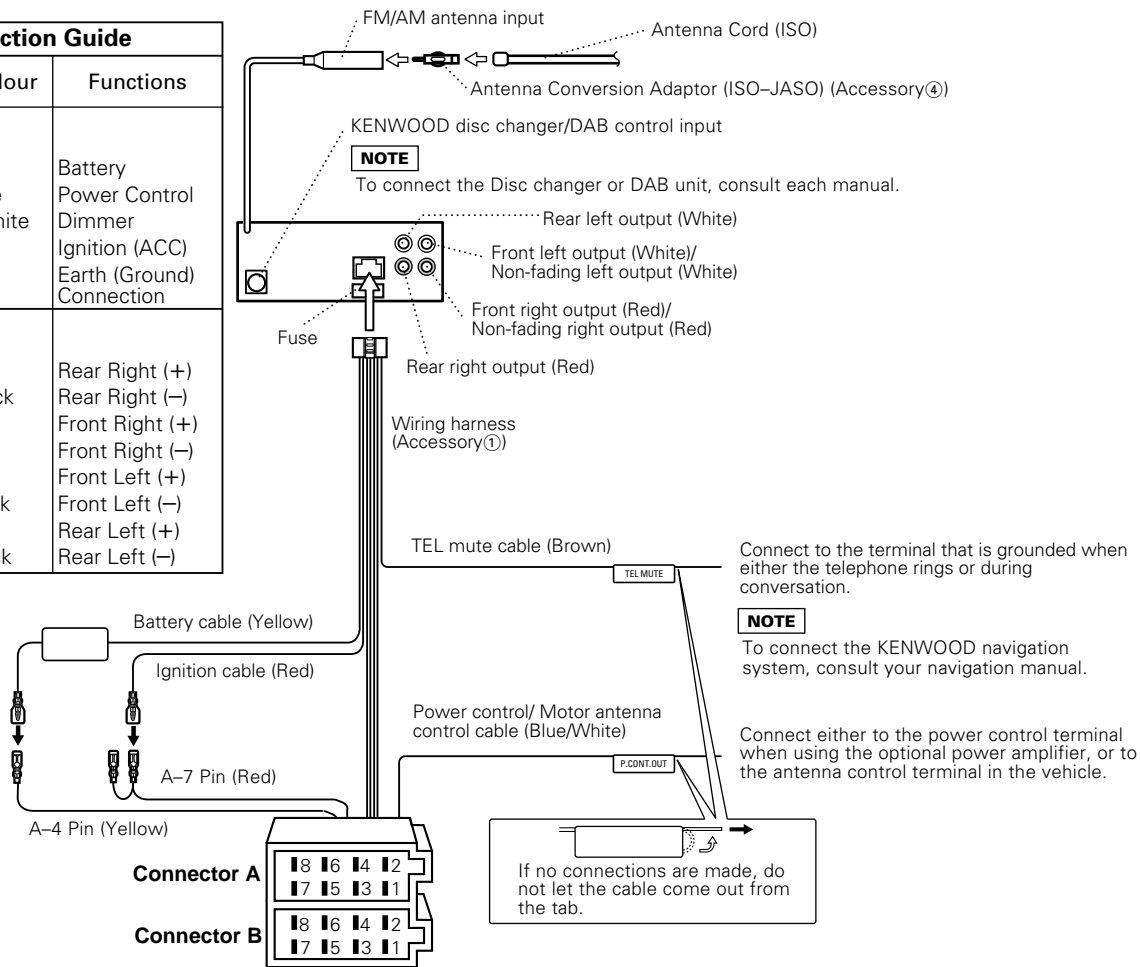 ction Guide
lour Functions
Battery
Power Control
Dimmer
Ignition (ACC)
Earth (Ground)
Connection
Rear Right (+)
Rear Right (–)
Front Right (+)
Front Right (–)
Front Left (+)
Front Left (–)
Rear Left (+)
Rear Left (–)
FM/AM antenna input
Antenna Cord (ISO)
Antenna Conversion Adaptor (ISO–JASO) (Accessory④)
KENWOOD disc changer/DAB control input
NOTE
To connect the Disc changer or DAB unit, consult each manual.
Rear left output (White)
Front left output (White)/
Non-fading left output (White)
Front right output (Red)/
Non-fading right output (Red)
Fuse
Rear right output (Red)
Wiring harness
(Accessory①)
TEL mute cable (Brown)
TEL MUTE
Connect to the terminal that is grounded when
either the telephone rings or during
conversation.
NOTE
To connect the KENWOOD navigation
system, consult your navigation manual.
Battery cable (Yellow)
Ignition cable (Red)
Power control/ Motor antenna
control cable (Blue/White)
P.CONT.OUT
Connect either to the power control terminal
when using the optional power amplifier, or to
the antenna control terminal in the vehicle.
A–7 Pin (Red)
A–4 Pin (Yellow)
If no connections are made, do
not let the cable come out from
the tab.
Connector A
8 6 4 2
7 5 3 1
Connector B
8 6 4 2
7 5 3 1